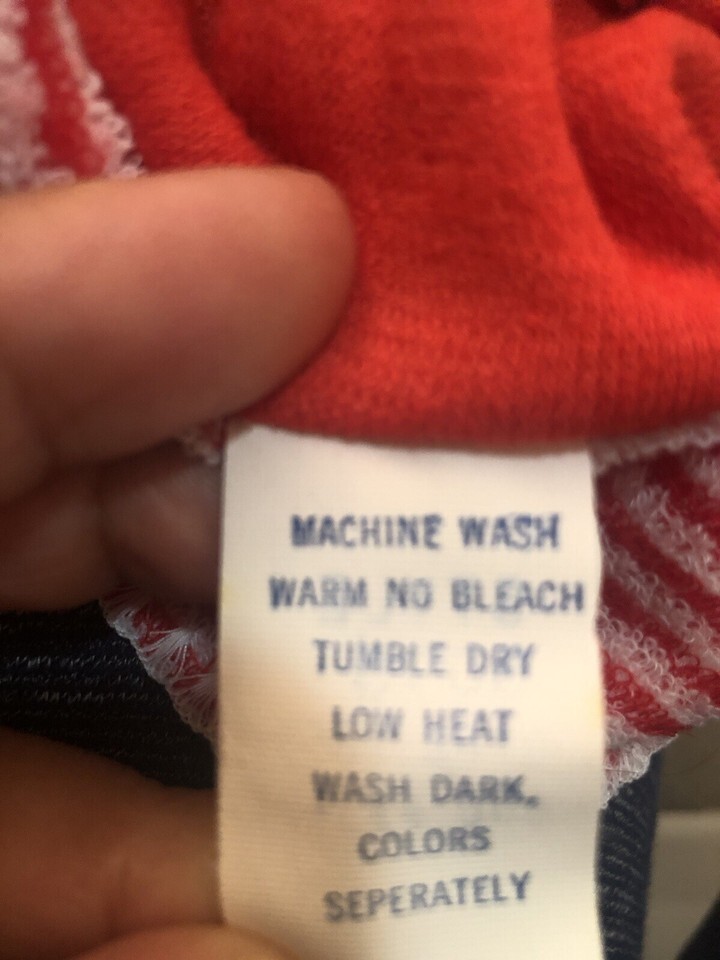 MACHINE WASH
WARM NO BLEACH
TUMBLE DRY
LOW HEAT
WASH DARK.
COLORS
SEPERATELY